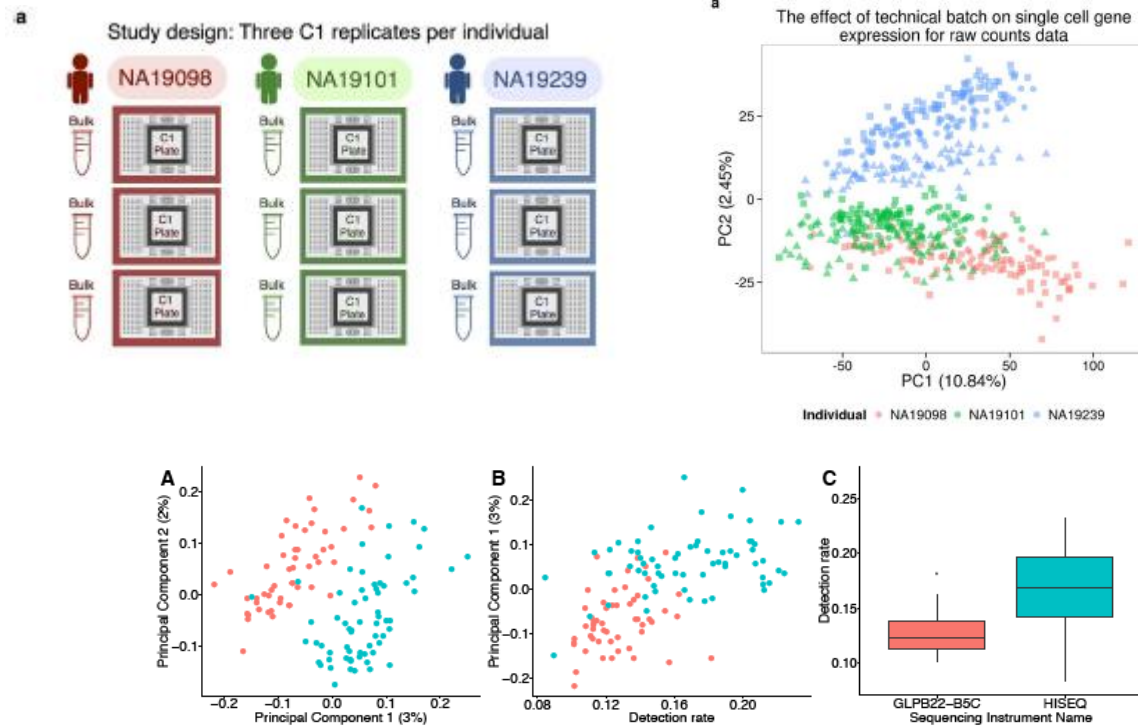 a
Study design: Three C1 replicates per individual
NA19098
NA19101
NA19239
Bulk
C1
Plate
Bulk
C1
Plate
Bulk
C1
Plate
Bulk
C1
Plate
Bulk
C1
Plate
Bulk
C1
Plate
Bulk
C1
Plate
Bulk
C1
Plate
Bulk
C1
Plate
a
The effect of technical batch on single cell gene
expression for raw counts data
PC2 (2.45%)
25
0
-25
-50
0
50
100
PC1 (10.84%)
Individual NA19098 NA19101 NA19239
A
Principal Component 2 (2%)
0.2
0.1
0.0
-0.1
-0.2
-0.1
0.0
0.1
0.2
Principal Component 1 (3%)
B
Principal Component 1 (3%)
0.2
0.1
0.0
-0.1
-0.2
0.08
0.12
0.16
0.20
Detection rate
C
Detection rate
0.25
0.20
0.15
0.10
GLPB22-B5C
HISEQ
Sequencing Instrument Name